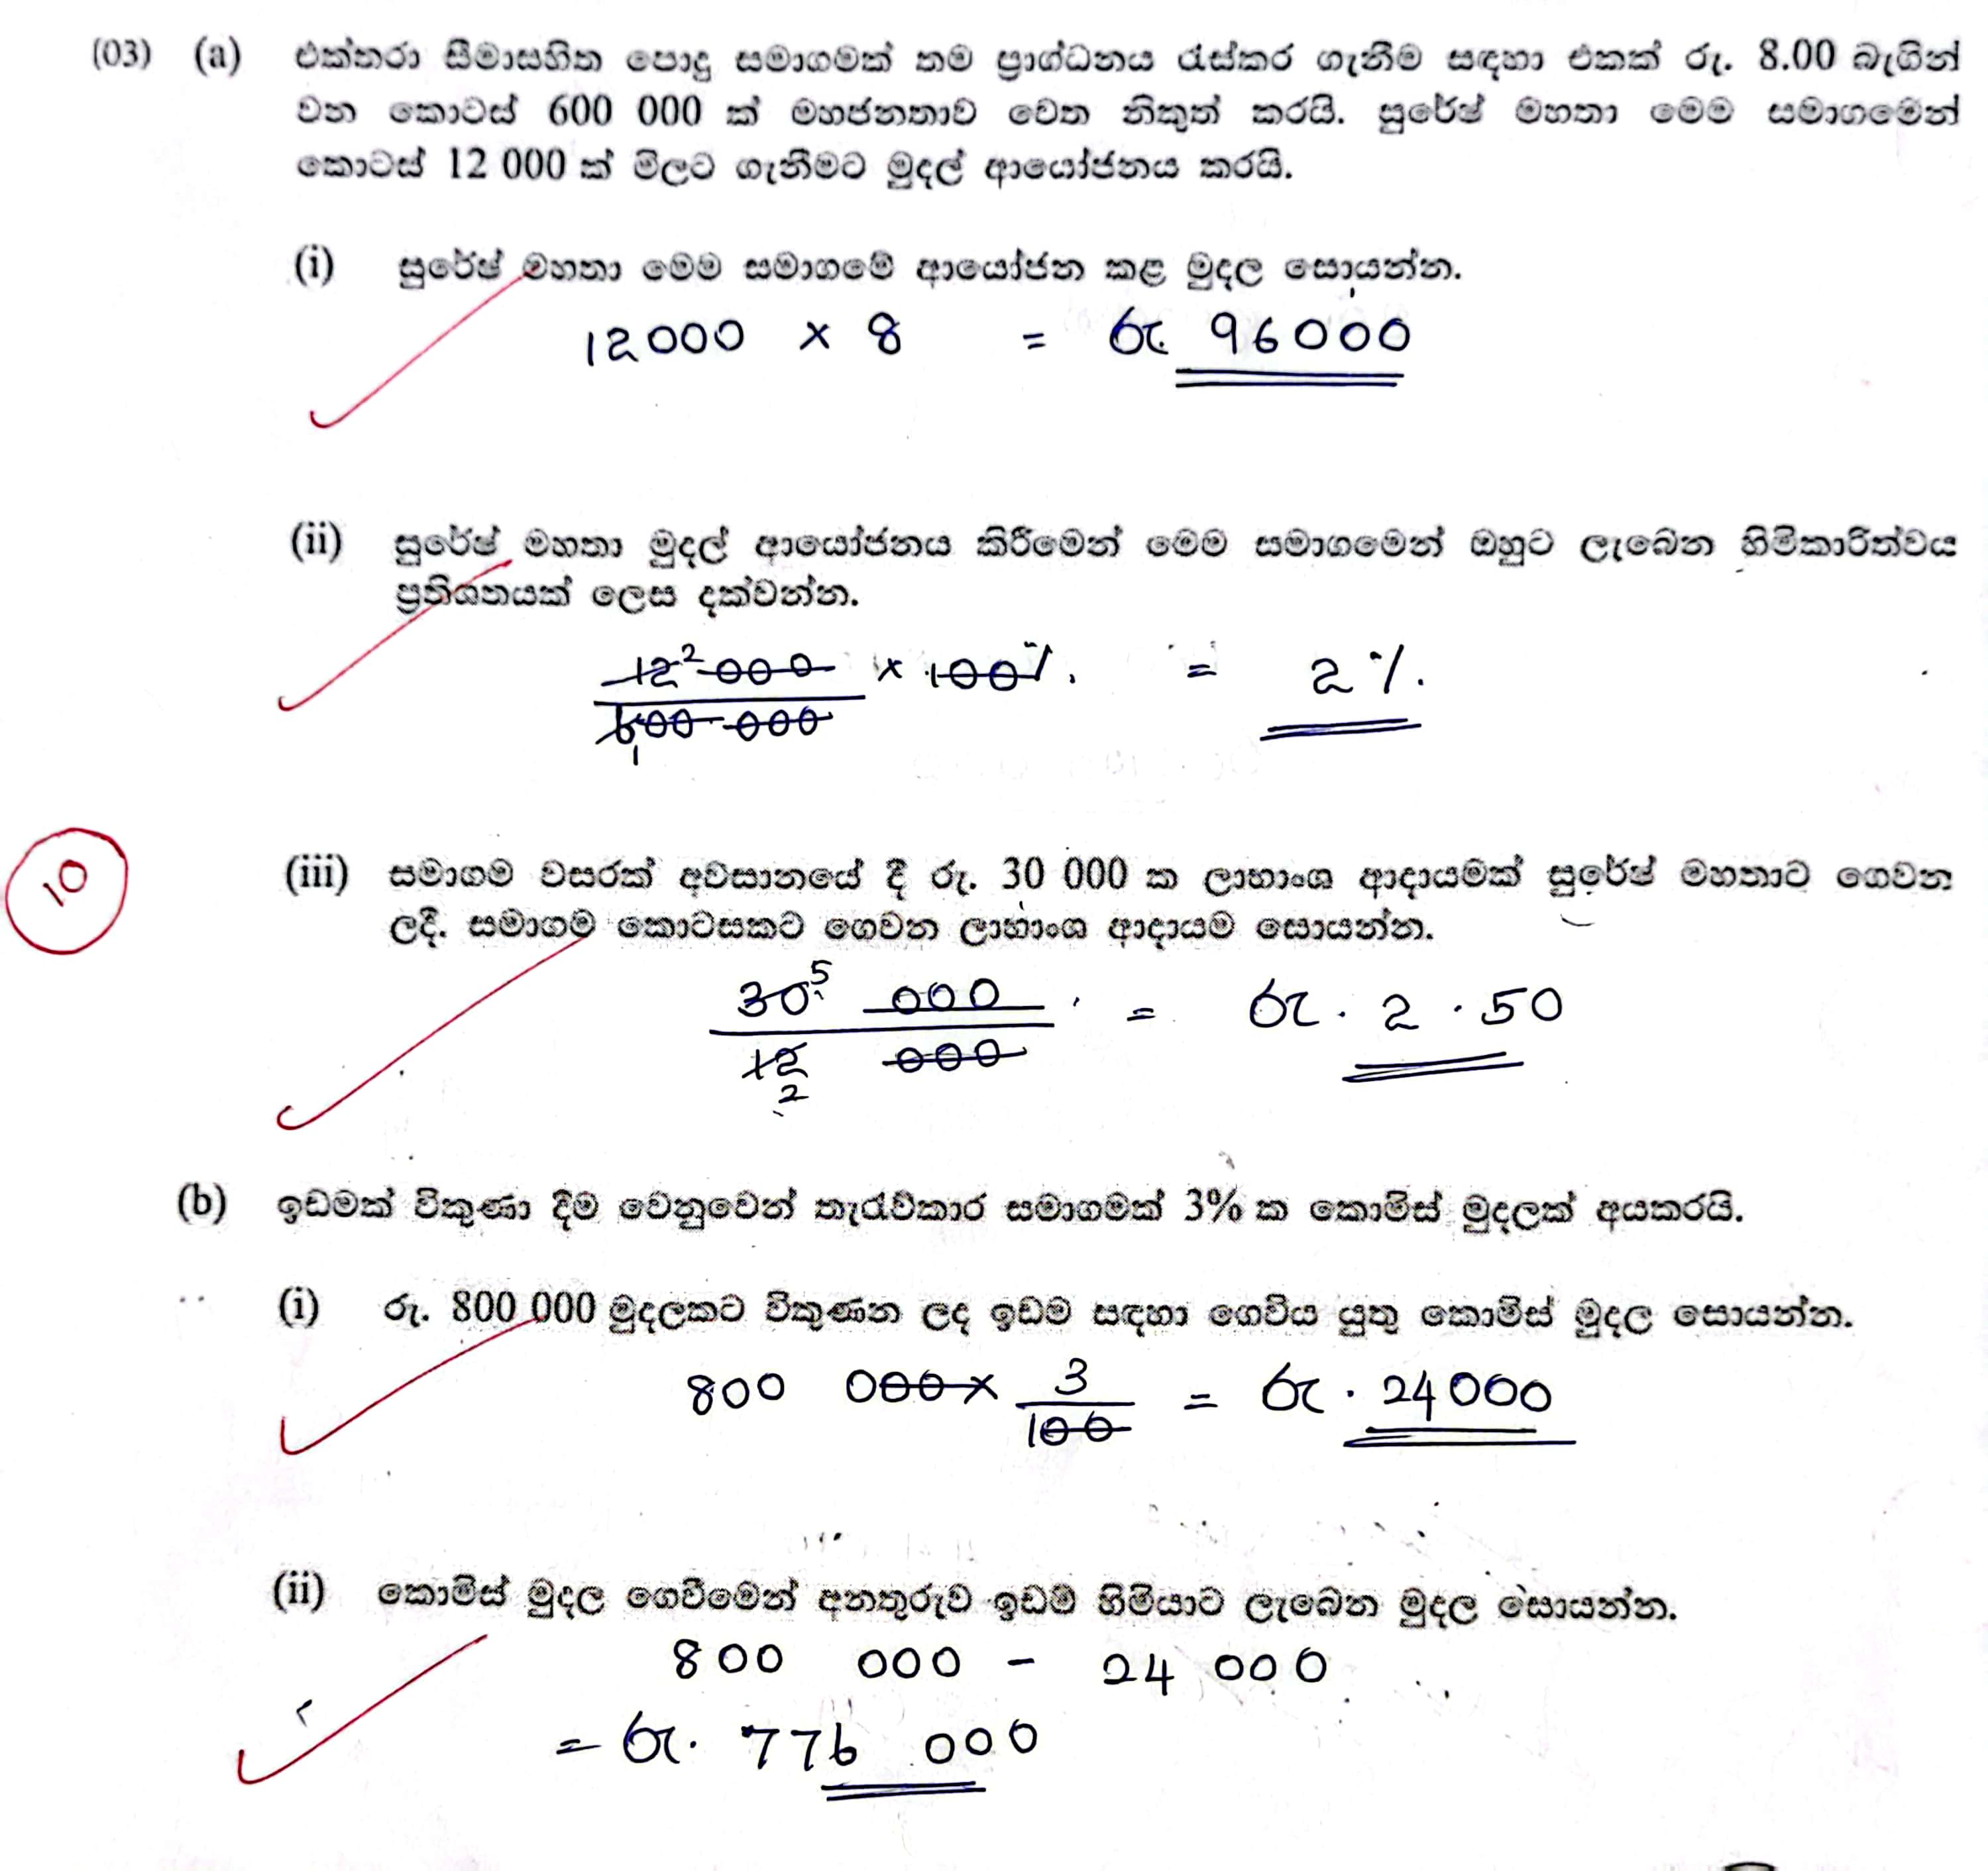 (03) (a) එක්තරා සීමාසහිත පොදු සමාගමක් තම ප්‍රාග්ධනය රැස්කර ගැනීම සඳහා එකක් රු. 8.00 බැගින්
වන කොටස් 600 000 ක් මහජනතාව වෙත නිකුත් කරයි. සුරේෂ් මහතා මෙම සමාගමෙන්
කොටස් 12 000 ක් මිලට ගැනීමට මුදල් ආයෝජනය කරයි.
(i) සුරේෂ් මහතා මෙම සමාගමේ ආයෝජන කළ මුදල සොයන්න.
12000 × 8 = රු. 96000
(ii) සුරේෂ් මහතා මුදල් ආයෝජනය කිරීමෙන් මෙම සමාගමෙන් ඔහුට ලැබෙන හිමිකාරිත්වය
ප්‍රතිශතයක් ලෙස දක්වන්න.
12 2 000 × 100% = 2%
600 000
1
10
(iii) සමාගම වසරක් අවසානයේ දී රු. 30 000 ක ලාභාංශ ආදායමක් සුරේෂ් මහතාට ගෙවන
ලදී. සමාගම කොටසකට ගෙවන ලාභාංශ ආදායම සොයන්න.
30 5 000 = රු. 2.50
12 000
2
(b) ඉඩමක් විකුණා දීම වෙනුවෙන් තැරැව්කාර සමාගමක් 3% ක කොමිස් මුදලක් අයකරයි.
(i) රු. 800 000 මුදලකට විකුණන ලද ඉඩම සඳහා ගෙවිය යුතු කොමිස් මුදල සොයන්න.
800 000 × 3/100 = රු. 24000
(ii) කොමිස් මුදල ගෙවීමෙන් අනතුරුව ඉඩම් හිමියාට ලැබෙන මුදල සොයන්න.
800 000 - 24 000
= රු. 776 000